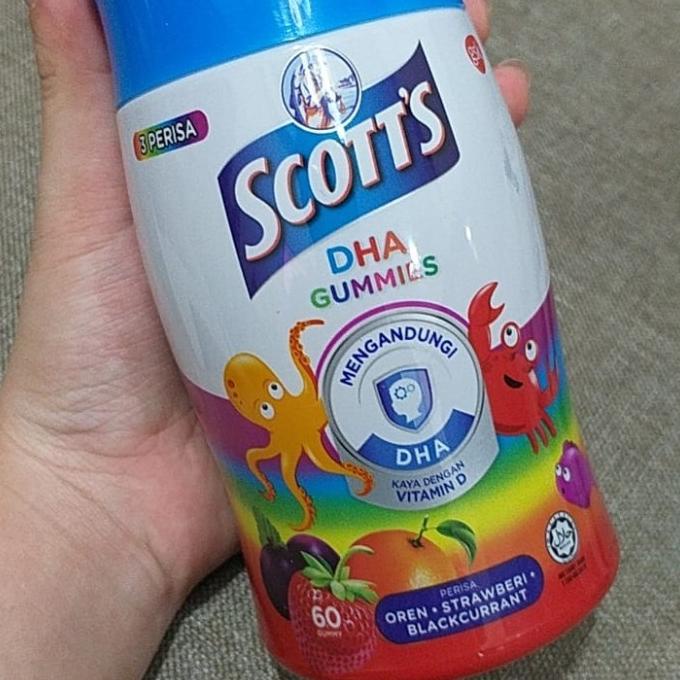 3 PERISA
SCOTT'S
DHA
GUMMIES
MENGANDUNGI
DHA
KAYA DENGAN
VITAMIN D
60
GUMMY
PERISA
OREN • STRAWBERI •
BLACKCURRANT